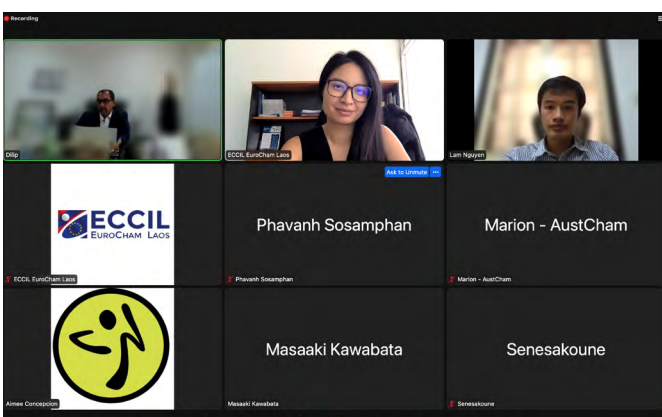 Recording
Dilip
ECCIL EuroCham Laos
Lam Nguyen
ECCIL
EUROCHAM LAOS
ECCIL EuroCham Laos
Ask to Unmute
Phavanh Sosamphan
Phavanh Sosamphan
Marion - AustCham
Marion - AustCham
Aimee Concepcion
Masaaki Kawabata
Masaaki Kawabata
Senesakoune
Senesakoune